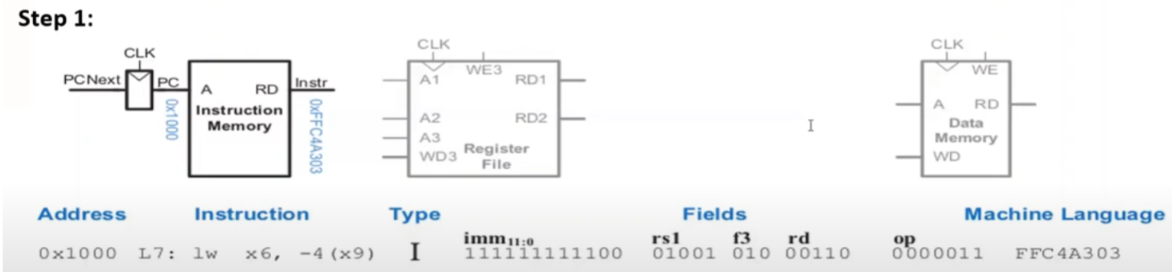 Step 1:
CLK
PCNext
PC
0x1000
A RD
Instruction
Memory
Instr
0xFFC4A303
CLK
WE3
A1 RD1
A2 RD2
A3
WD3
Register
File
CLK
WE
A RD
Data
Memory
WD
Address Instruction Type Fields Machine Language
imm11:0 rs1 f3 rd op
0x1000 L7: lw x6, -4(x9) I 111111111100 01001 010 00110 0000011 FFC4A303